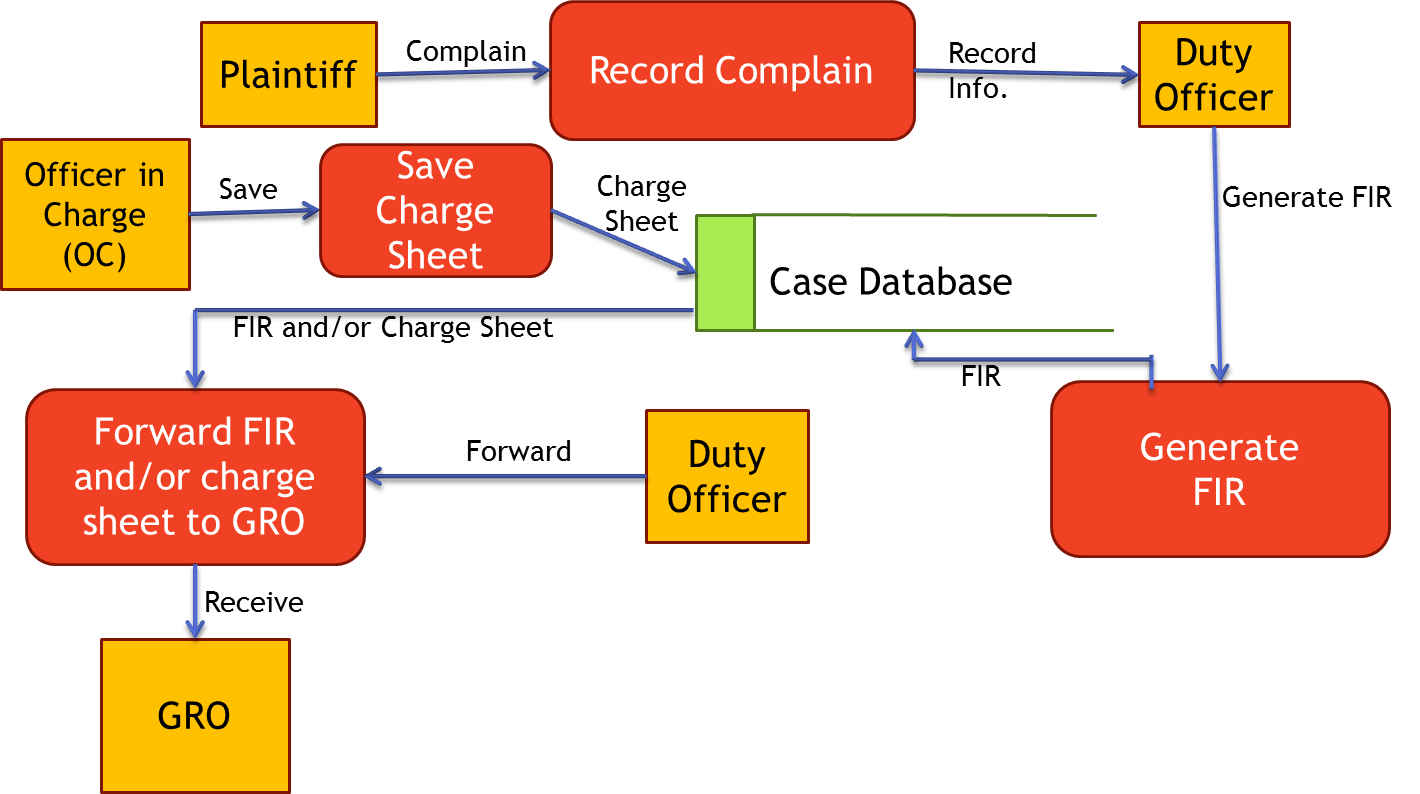 Plaintiff
Complain
Record Complain
Record
Info.
Duty
Officer
Officer in
Charge
(OC)
Save
Save
Charge
Sheet
Charge
Sheet
Generate FIR
Case Database
FIR and/or Charge Sheet
FIR
Forward FIR
and/or charge
sheet to GRO
Forward
Duty
Officer
Generate
FIR
Receive
GRO